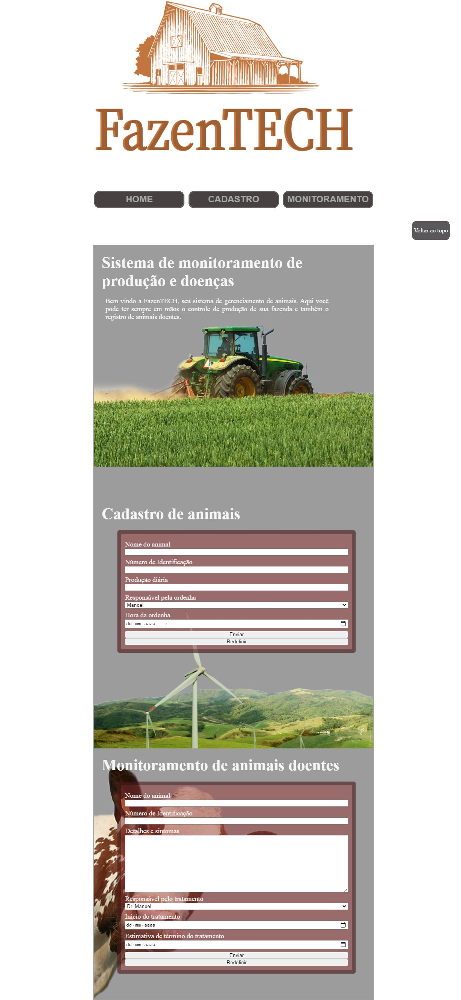 FazenTECH
HOME
CADASTRO
MONITORAMENTO
Voltar ao topo
Sistema de monitoramento de
produção e doenças
Bem vindo a FazenTECH, seu sistema de gerenciamento de animais. Aqui você
pode ter sempre em mãos o controle de produção de sua fazenda e também o
registro de animais doentes.
Cadastro de animais
Nome do animal
Número de Identificação
Produção diária
Responsável pela ordenha
Manoel
Hora da ordenha
dd-mm-aaaa --:--
Enviar
Redefinir
Monitoramento de animais doentes
Nome do animal
Número de Identificação
Detalhes e sintomas
Responsável pelo tratamento
Dr. Manoel
Início do tratamento
dd-mm-aaaa
Estimativa de término do tratamento
dd-mm-aaaa
Enviar
Redefinir